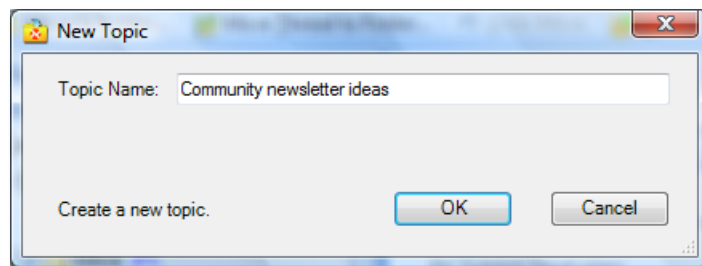 New Topic
Topic Name: Community newsletter ideas
Create a new topic. OK Cancel